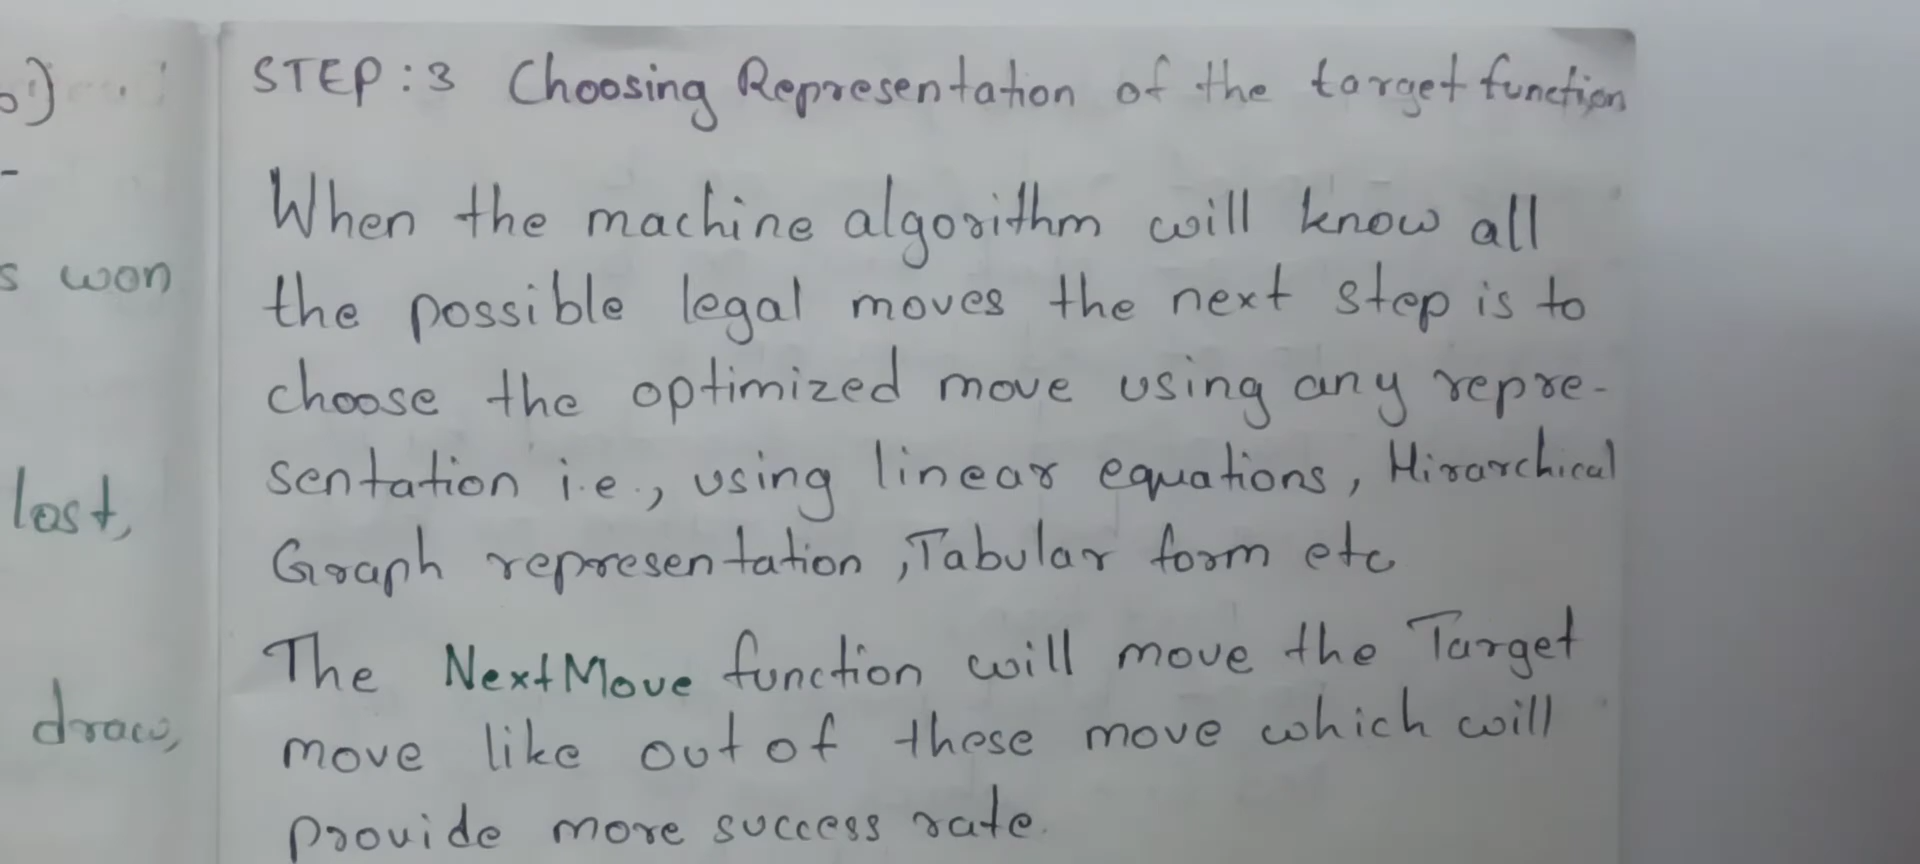 STEP:3 Choosing Representation of the target function
When the machine algorithm will know all
s won
the possible legal moves the next step is to
choose the optimized move using any repre-
sentation i.e., using linear equations, Hirarchical
lost,
Graph representation, Tabular form etc
The NextMove function will move the Target
draw,
move like out of these move which will
provide more success rate.